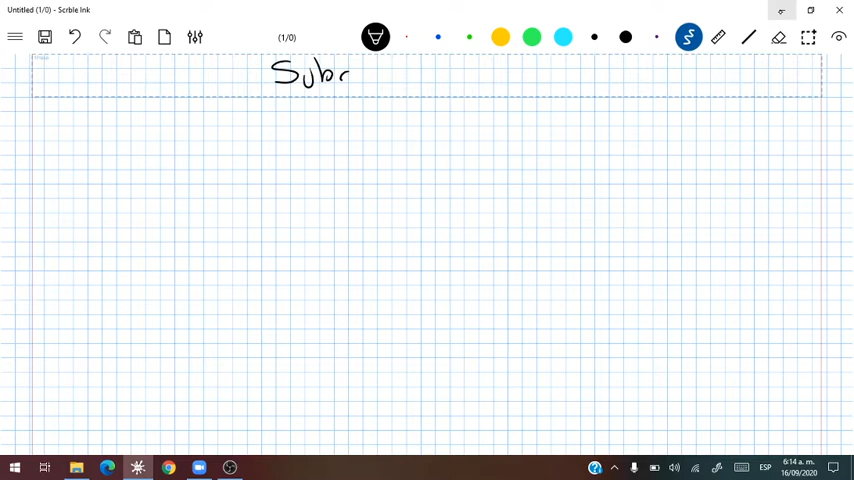 Untitled (1/0) - Scrble Ink
(1/0)
Subr
ESP
6:14 a. m.
16/09/2020